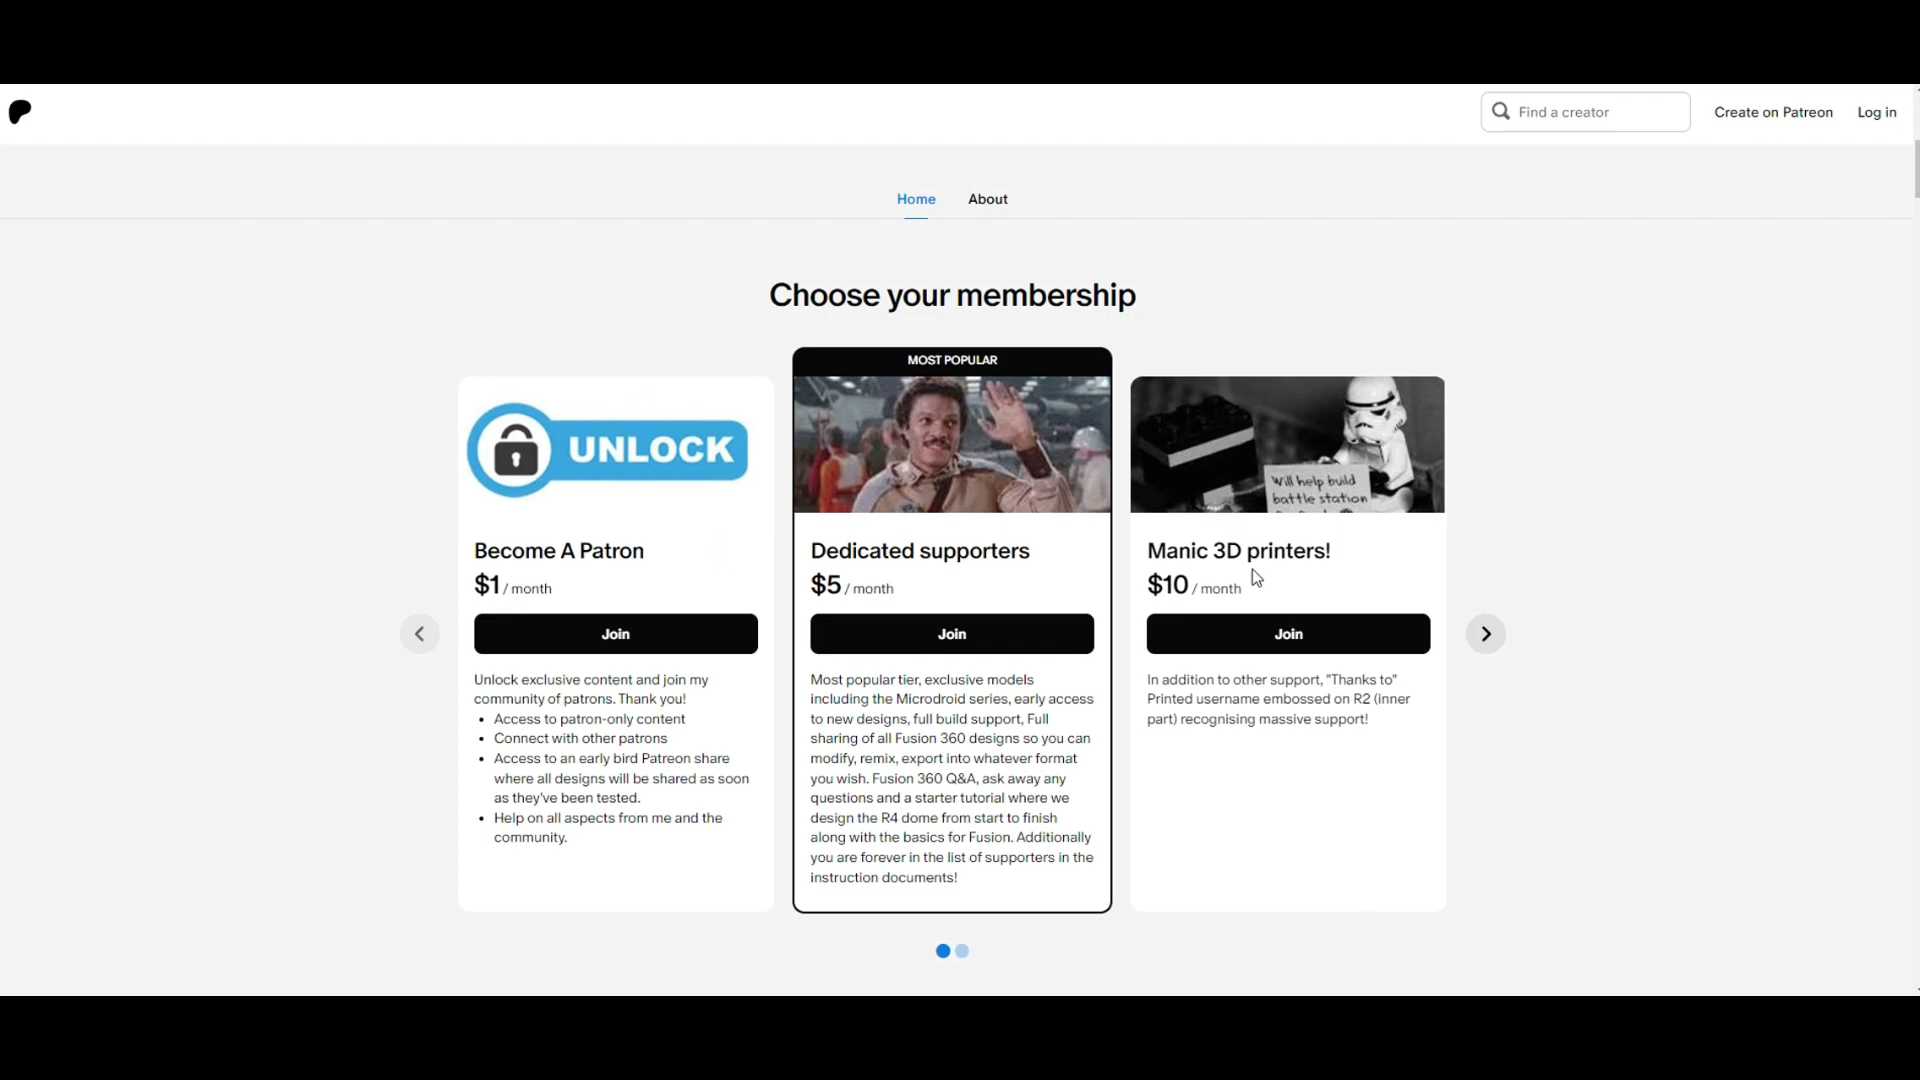 Find a creator
Create on Patreon
Log in
Home
About
Choose your membership
MOST POPULAR
UNLOCK
Will help build
battle station
Become A Patron
$1 / month
Join
Unlock exclusive content and join my
community of patrons. Thank you!
• Access to patron-only content
• Connect with other patrons
• Access to an early bird Patreon share
where all designs will be shared as soon
as they've been tested.
• Help on all aspects from me and the
community.
Dedicated supporters
$5 / month
Join
Most popular tier, exclusive models
including the Microdroid series, early access
to new designs, full build support, Full
sharing of all Fusion 360 designs so you can
modify, remix, export into whatever format
you wish. Fusion 360 Q&A, ask away any
questions and a starter tutorial where we
design the R4 dome from start to finish
along with the basics for Fusion. Additionally
you are forever in the list of supporters in the
instruction documents!
Manic 3D printers!
$10 / month
Join
In addition to other support, "Thanks to"
Printed username embossed on R2 (inner
part) recognising massive support!